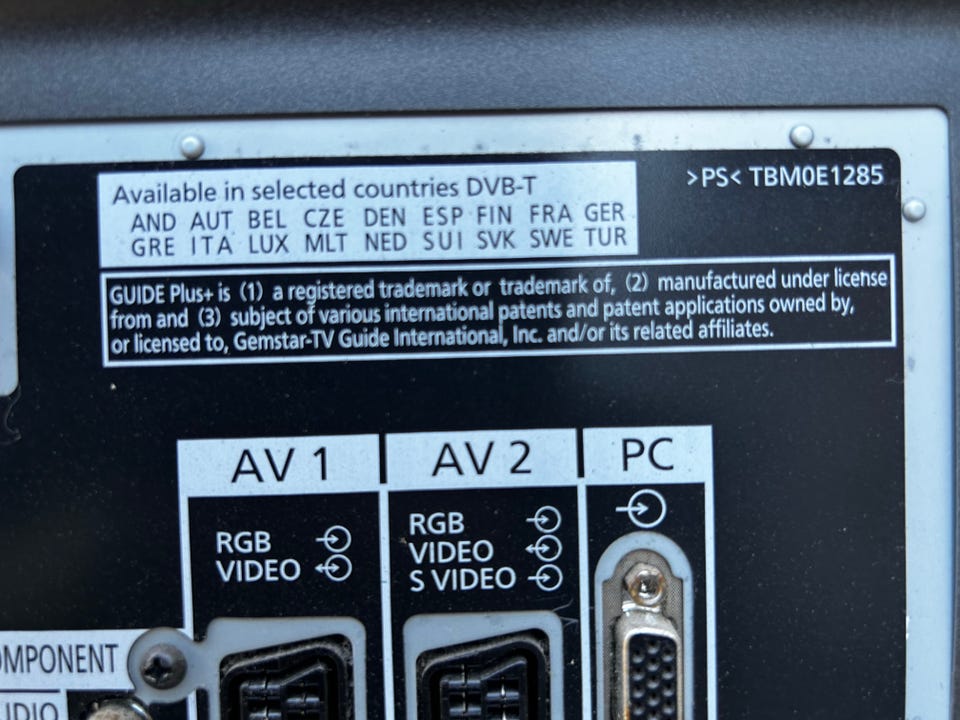 >PS< TBM0E1285
Available in selected countries DVB-T
AND AUT BEL CZE DEN ESP FIN FRA GER
GRE ITA LUX MLT NED SUI SVK SWE TUR
GUIDE Plus+ is (1) a registered trademark or trademark of, (2) manufactured under license
from and (3) subject of various international patents and patent applications owned by,
or licensed to, Gemstar-TV Guide International, Inc. and/or its related affiliates.
AV 1
AV 2
PC
RGB
VIDEO
RGB
VIDEO
S VIDEO
OMPONENT
UDIO